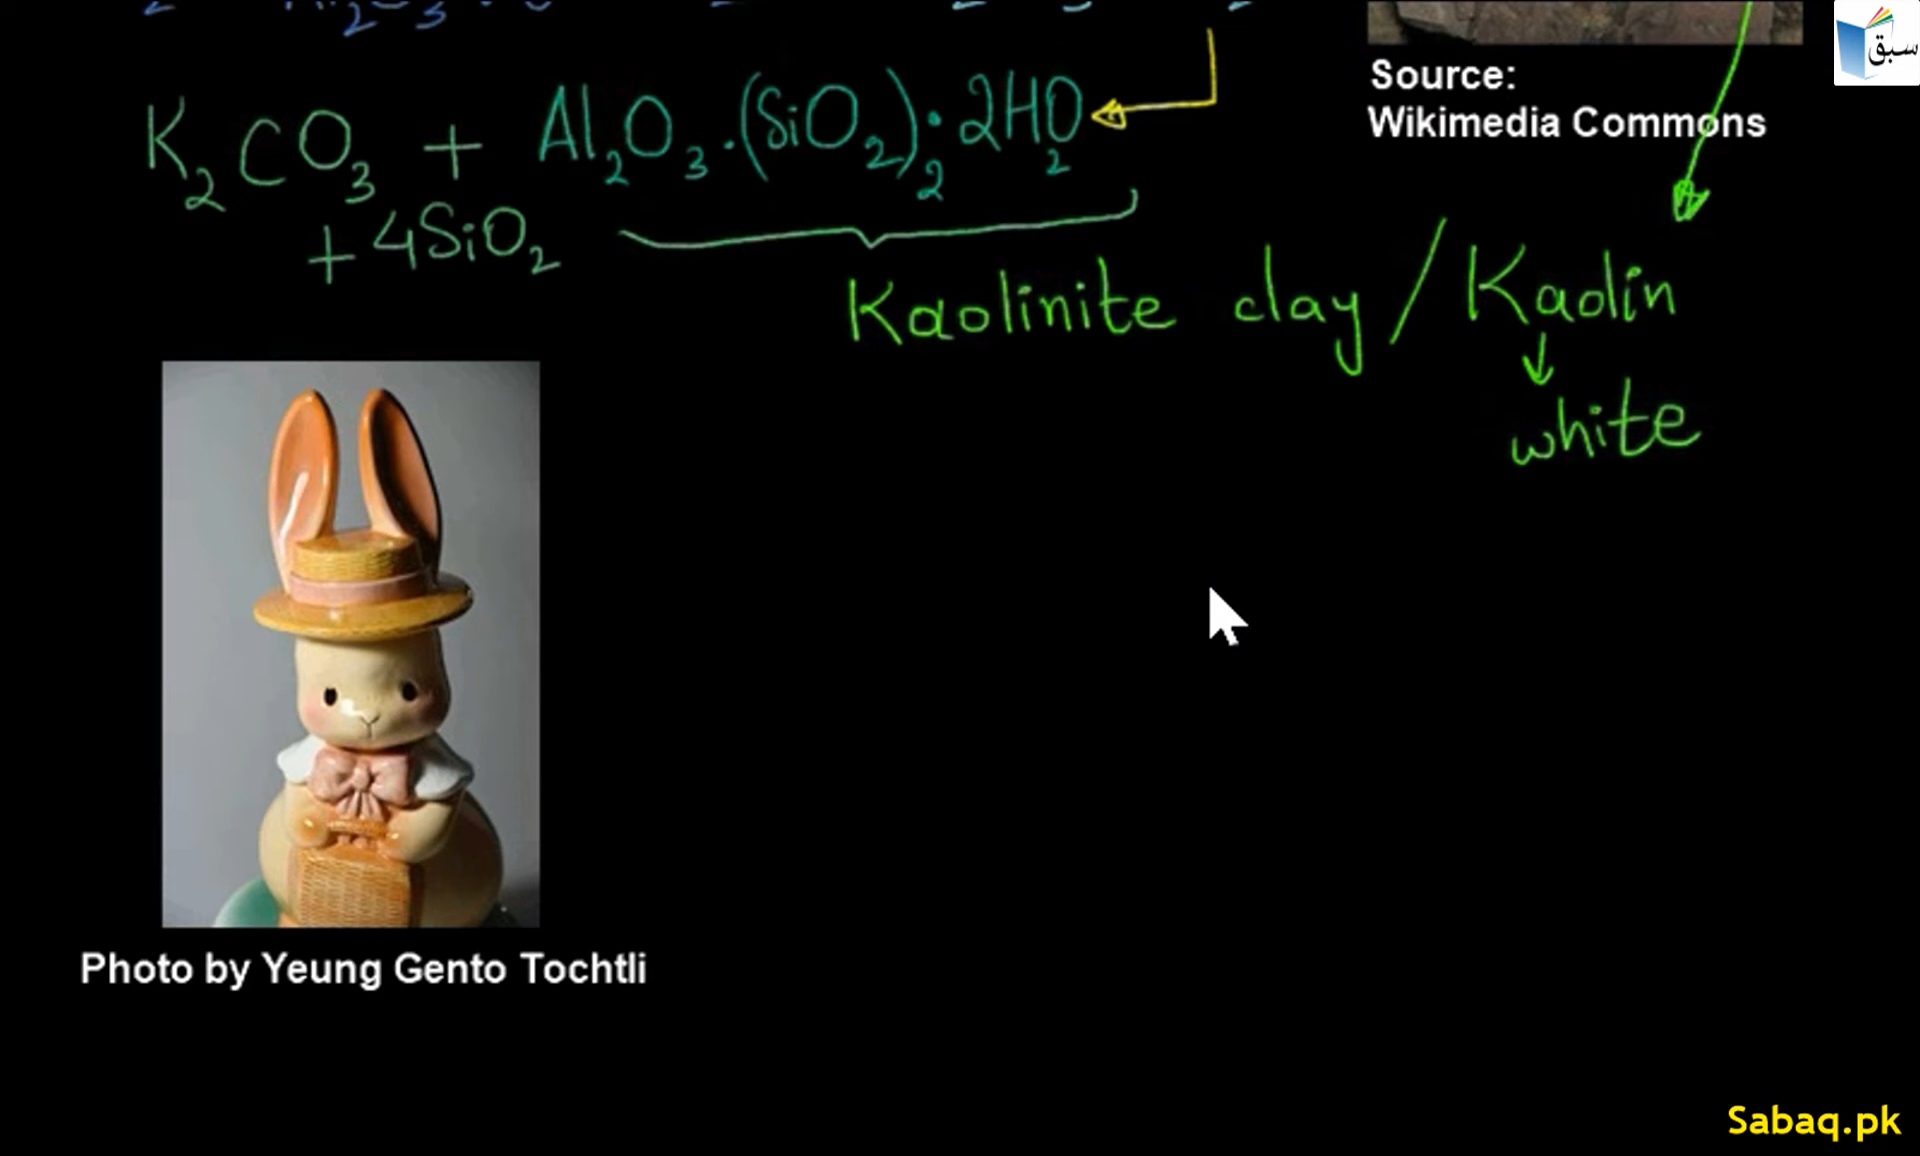 سبق
Source:
Wikimedia Commons
K₂CO₃ + Al₂O₃.(SiO₂)₂.2H₂O
+ 4SiO₂
Kaolinite clay / Kaolin
white
Photo by Yeung Gento Tochtli
Sabaq.pk